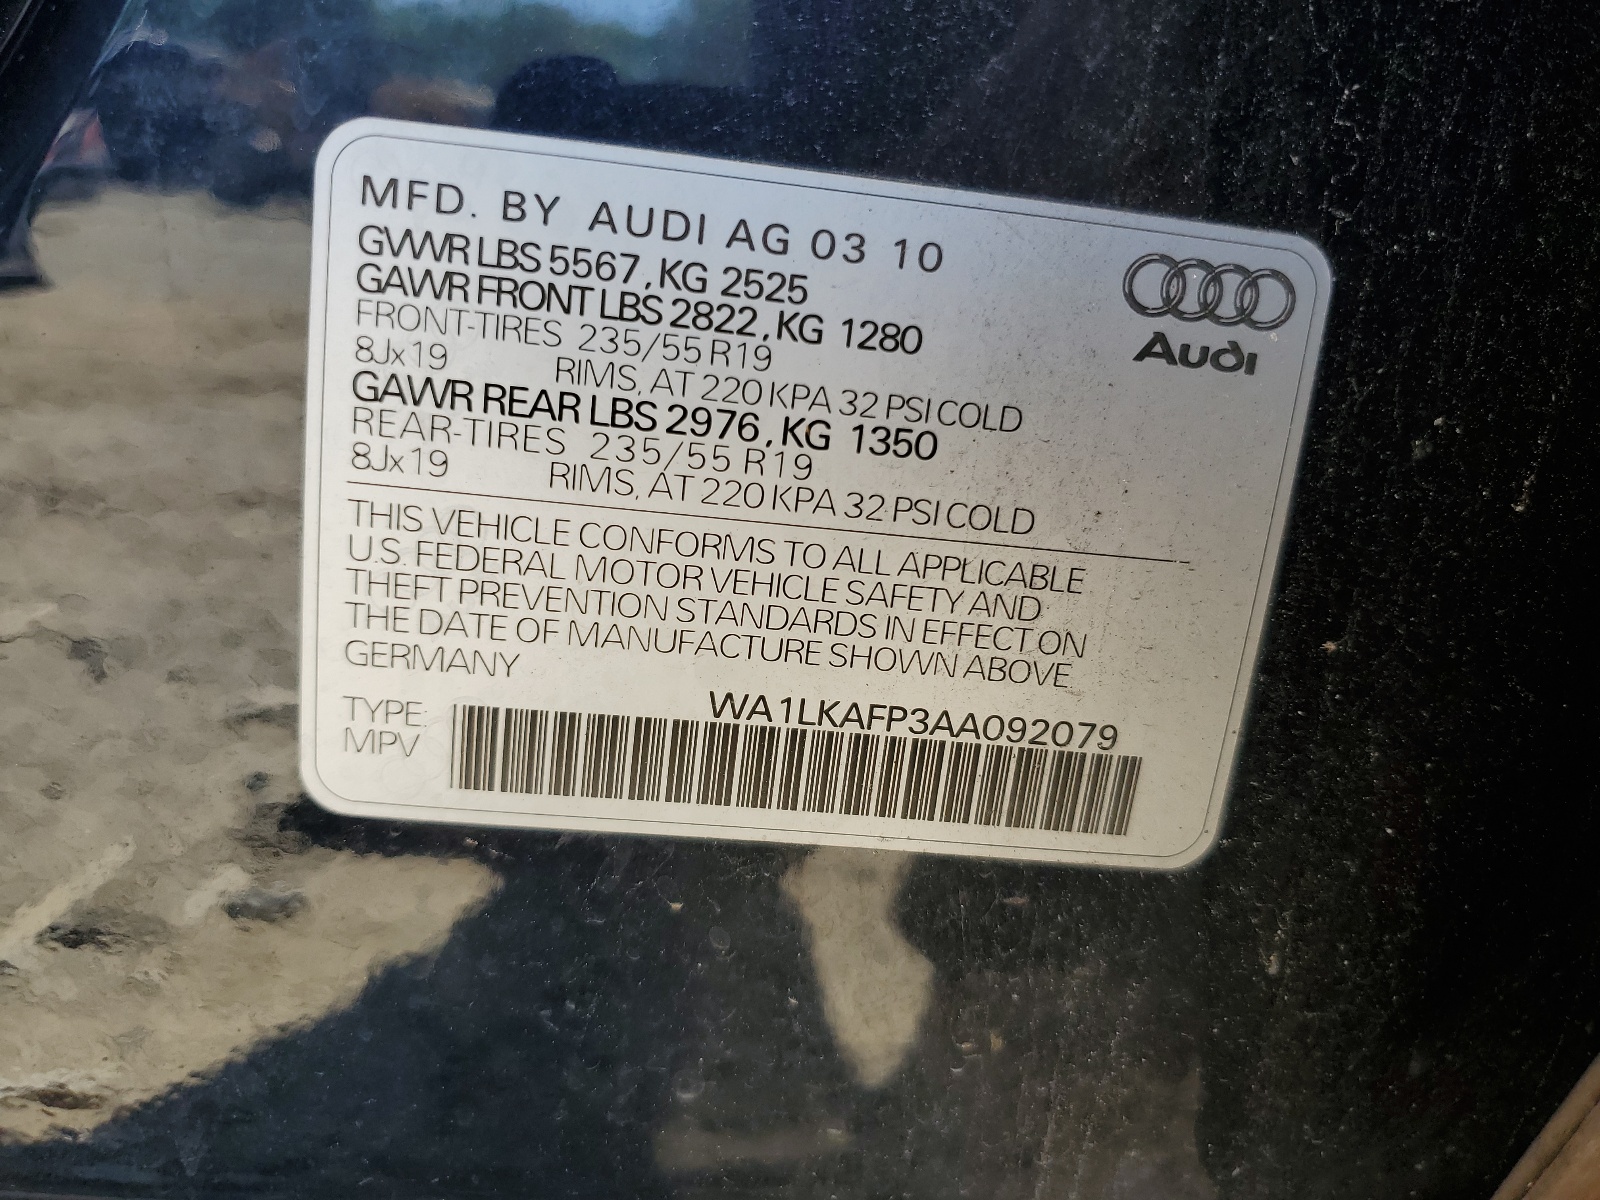 MFD. BY AUDI AG 03 10
GVWR LBS 5567, KG 2525
GAWR FRONT LBS 2822, KG 1280
FRONT-TIRES 235/55 R19
8Jx19 RIMS, AT 220 KPA 32 PSI COLD
GAWR REAR LBS 2976, KG 1350
REAR-TIRES 235/55 R19
8Jx19 RIMS, AT 220 KPA 32 PSI COLD
Audi
THIS VEHICLE CONFORMS TO ALL APPLICABLE
U.S. FEDERAL MOTOR VEHICLE SAFETY AND
THEFT PREVENTION STANDARDS IN EFFECT ON
THE DATE OF MANUFACTURE SHOWN ABOVE.
GERMANY
WA1LKAFP3AA092079
TYPE:
MPV